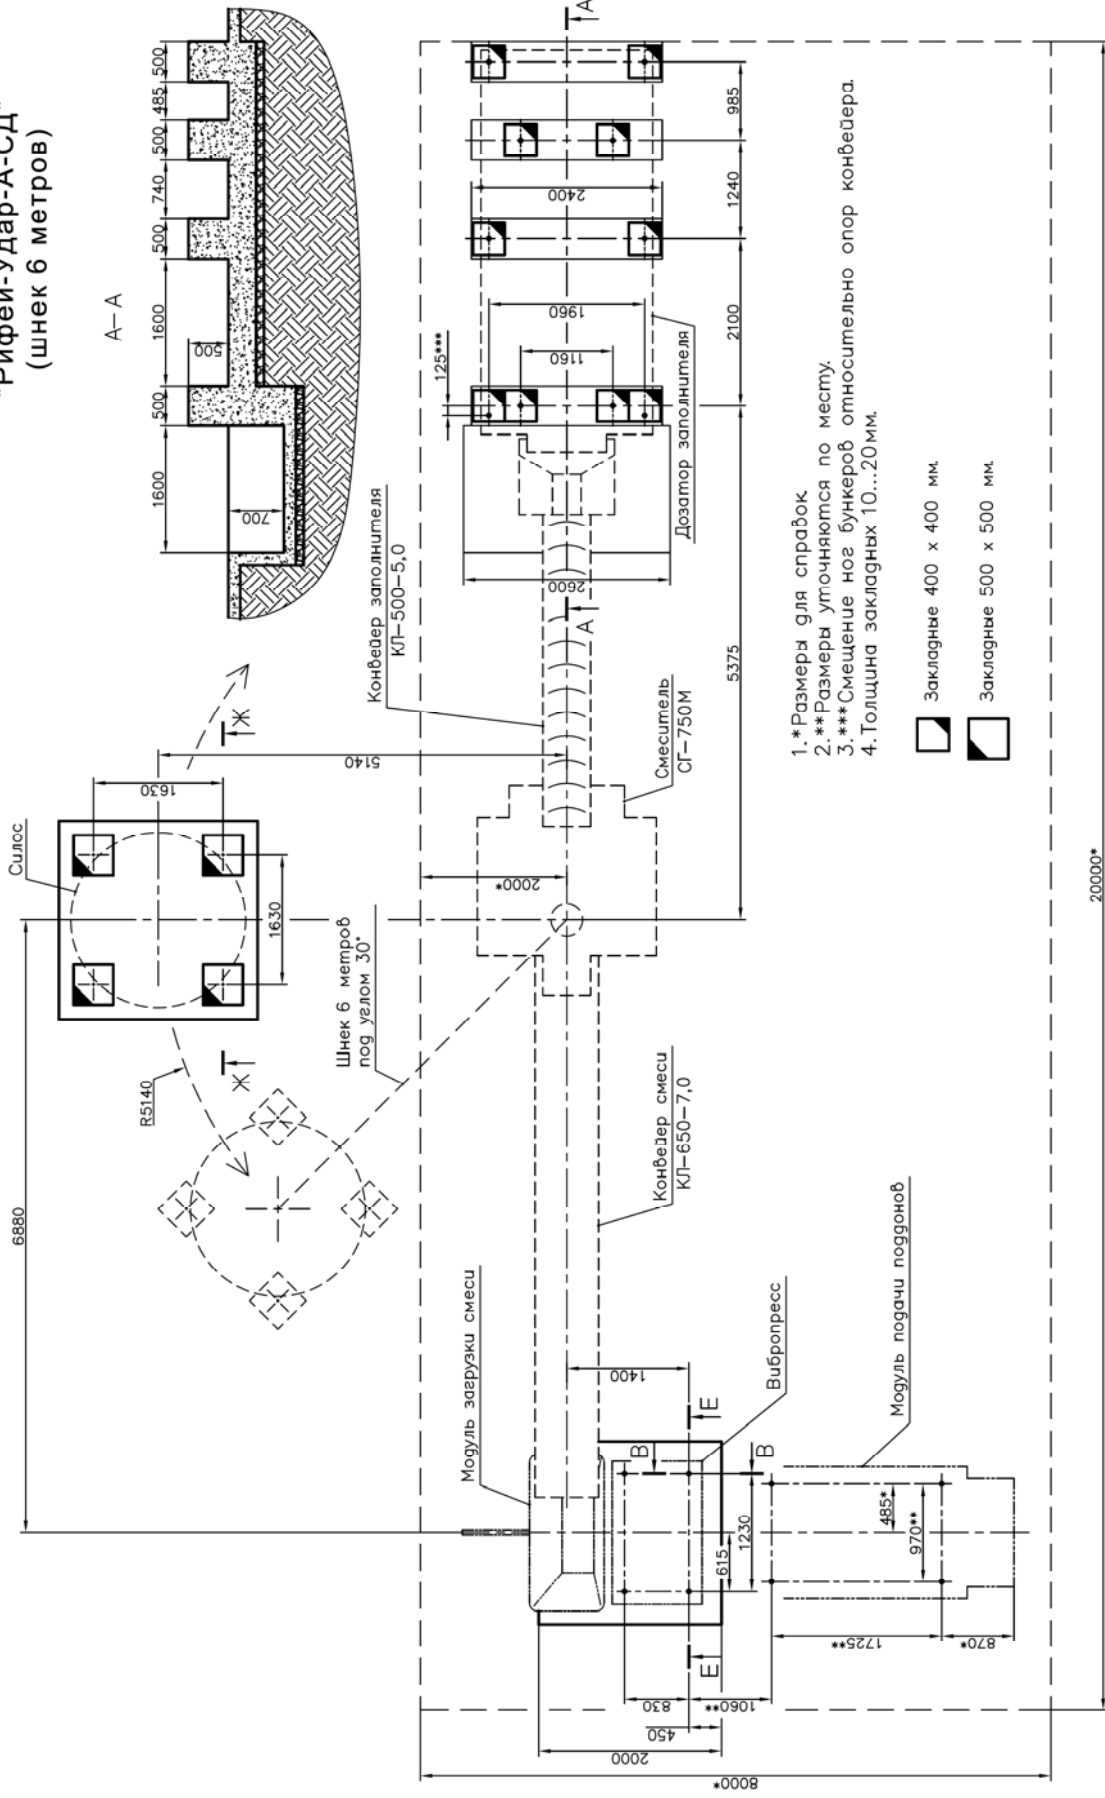 "Рифей-Удар-А-СД"
(шнек 6 метров)
А-А
1600
500
1600
500
740
500
485
500
700
500
6880
Силос
1630
1630
R5140
Ж
Ж
5140
Шнек 6 метров
под углом 30°
Конвейер заполнителя
КЛ-500-5,0
2000*
Смеситель
СГ-750М
5375
Модуль загрузки смеси
Конвейер смеси
КЛ-650-7,0
1400
Вибропресс
Модуль подачи поддонов
Е
Е
В
В
615
1230
485*
970**
1725**
870*
1060**
830
450
2000
8000*
А
А
2600
125***
1160
1960
2400
Дозатор заполнителя
2100
1240
985
1.*Размеры для справок.
2.**Размеры уточняются по месту.
3.***Смещение ног бункеров относительно опор конвейера.
4.Толщина закладных 10...20мм.
Закладные 400 х 400 мм.
Закладные 500 х 500 мм.
20000*